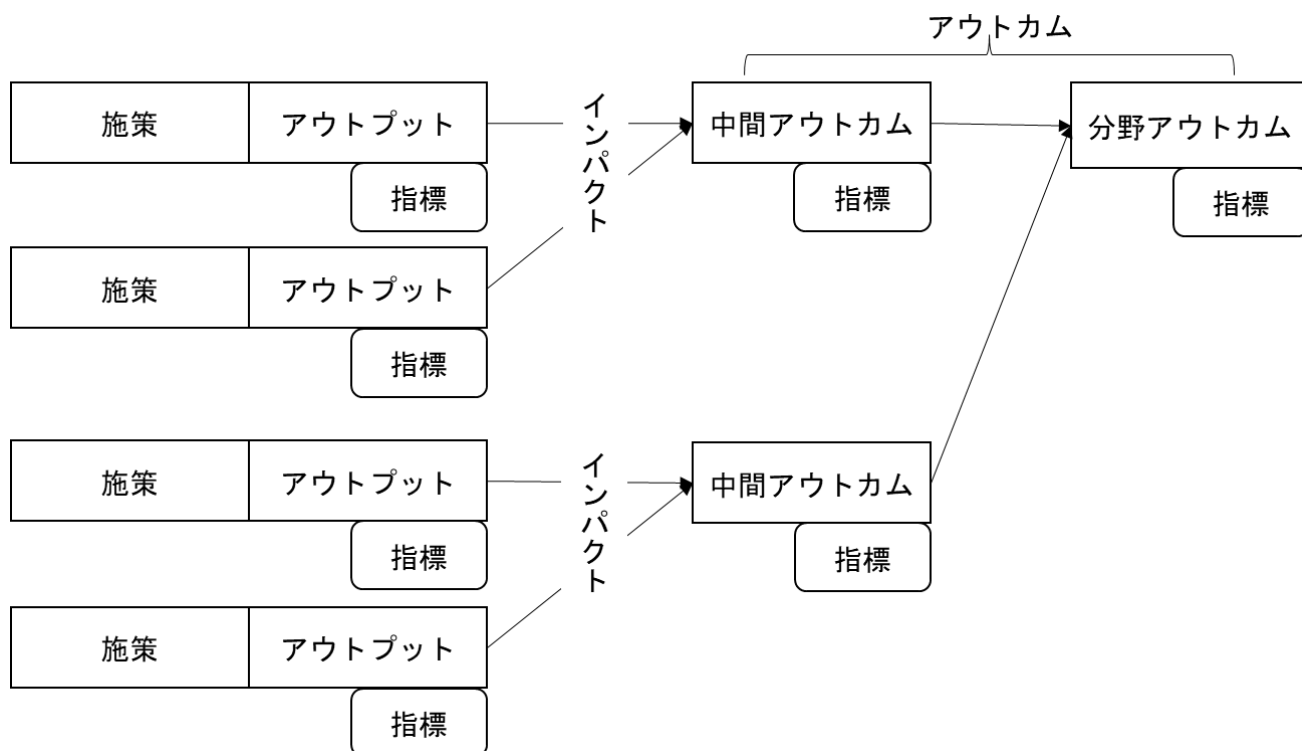 アウトカム
施策
アウトプット
インパクト
中間アウトカム
分野アウトカム
指標
指標
指標
施策
アウトプット
指標
施策
アウトプット
インパクト
中間アウトカム
指標
指標
施策
アウトプット
指標